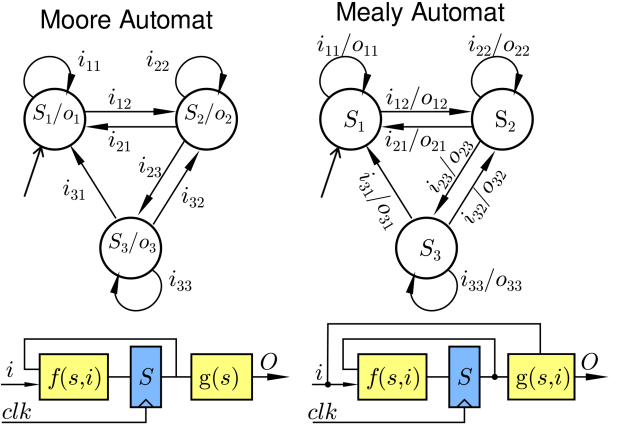 Moore Automat
i₁₁
i₂₂
S₁/o₁
i₁₂
S₂/o₂
i₂₁
i₂₃
i₃₁
i₃₂
S₃/o₃
i₃₃
i
f(s,i)
S
g(s)
O
clk
Mealy Automat
i₁₁/o₁₁
i₂₂/o₂₂
S₁
i₁₂/o₁₂
S₂
i₂₁/o₂₁
i₂₃/o₂₃
i₃₁/o₃₁
i₃₂/o₃₂
S₃
i₃₃/o₃₃
i
f(s,i)
S
g(s,i)
O
clk